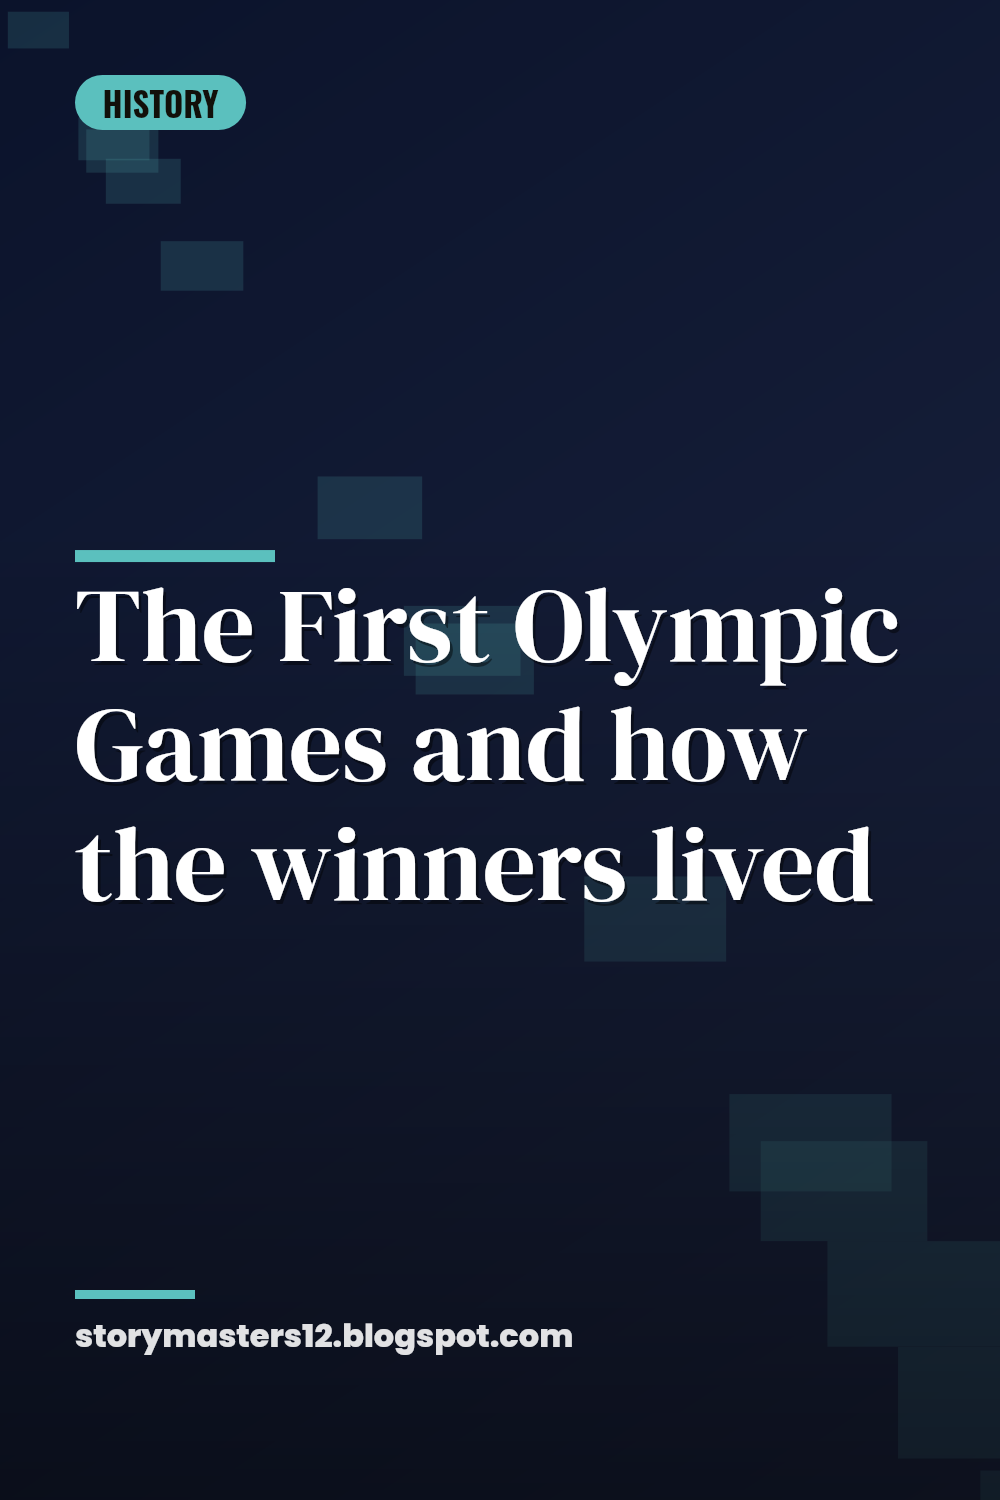 HISTORY
The First Olympic
Games and how
the winners lived
storymasters12.blogspot.com